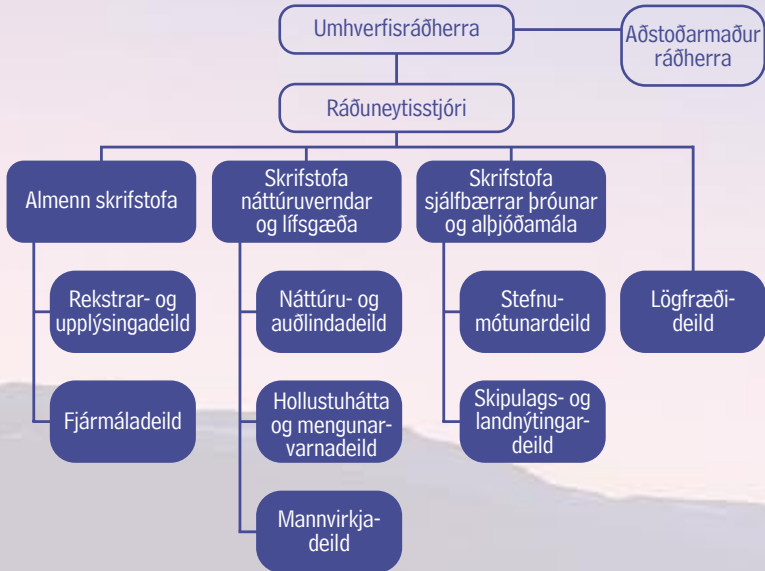 Umhverfisráðherra
Aðstoðarmaður
ráðherra
Ráðuneytisstjóri
Almenn skrifstofa
Skrifstofa
náttúruverndar
og lífsgæða
Skrifstofa
sjálfbærrar þróunar
og alþjóðamála
Rekstrar- og
upplýsingadeild
Náttúru- og
auðlindadeild
Stefnu-
mótunardeild
Lögfræði-
deild
Fjármáladeild
Hollustuhátta
og mengunar-
varnadeild
Skipulags- og
landnýtingar-
deild
Mannvirkja-
deild